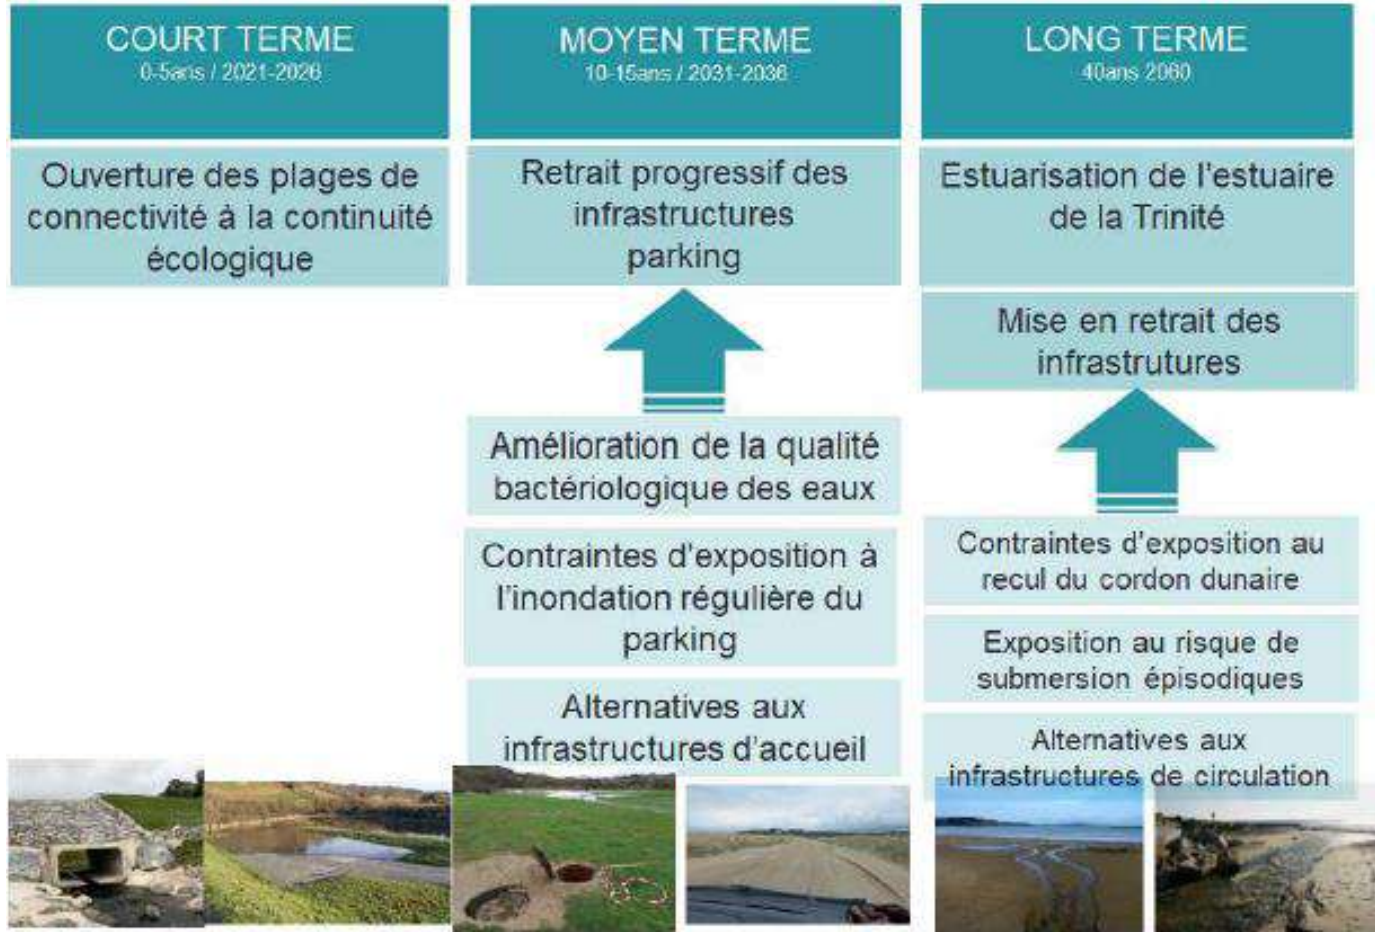 COURT TERME
0-5ans / 2021-2026
Ouverture des plages de
connectivité à la continuité
écologique
MOYEN TERME
10-15ans / 2031-2036
Retrait progressif des
infrastructures
parking
Amélioration de la qualité
bactériologique des eaux
Contraintes d'exposition à
l'inondation régulière du
parking
Alternatives aux
infrastructures d'accueil
LONG TERME
40ans 2060
Estuarisation de l'estuaire
de la Trinité
Mise en retrait des
infrastrutures
Contraintes d'exposition au
recul du cordon dunaire
Exposition au risque de
submersion épisodiques
Alternatives aux
infrastructures de circulation